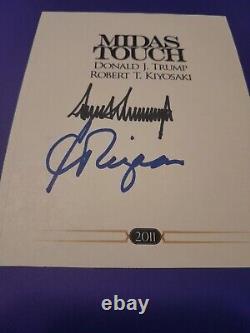 MIDAS
TOUCH
DONALD J. TRUMP
ROBERT T. KIYOSAKI
2011